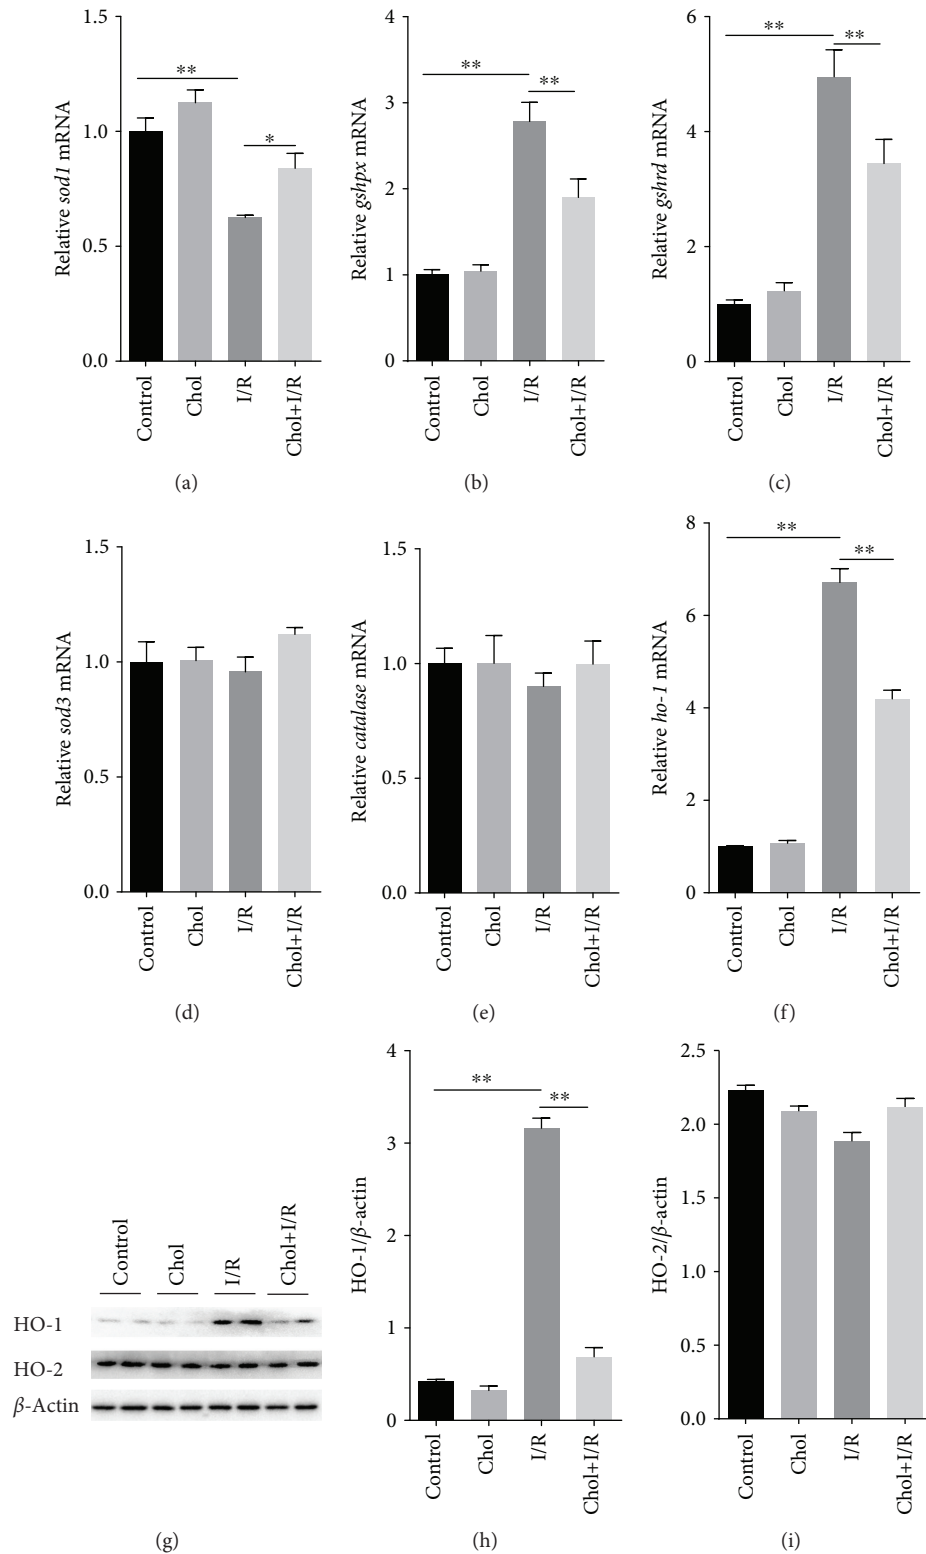 Relative sod1 mRNA
1.5
1.0
0.5
0.0
**
*
Control
Chol
I/R
Chol+I/R
(a)
Relative gshpx mRNA
4
3
2
1
0
**
**
Control
Chol
I/R
Chol+I/R
(b)
Relative gshrd mRNA
6
4
2
0
**
**
Control
Chol
I/R
Chol+I/R
(c)
Relative sod3 mRNA
1.5
1.0
0.5
0.0
Control
Chol
I/R
Chol+I/R
(d)
Relative catalase mRNA
1.5
1.0
0.5
0.0
Control
Chol
I/R
Chol+I/R
(e)
Relative ho-1 mRNA
8
6
4
2
0
**
**
Control
Chol
I/R
Chol+I/R
(f)
Control
Chol
I/R
Chol+I/R
HO-1
HO-2
β-Actin
(g)
HO-1/β-actin
4
3
2
1
0
**
**
Control
Chol
I/R
Chol+I/R
(h)
HO-2/β-actin
2.5
2.0
1.5
1.0
0.5
0.0
Control
Chol
I/R
Chol+I/R
(i)